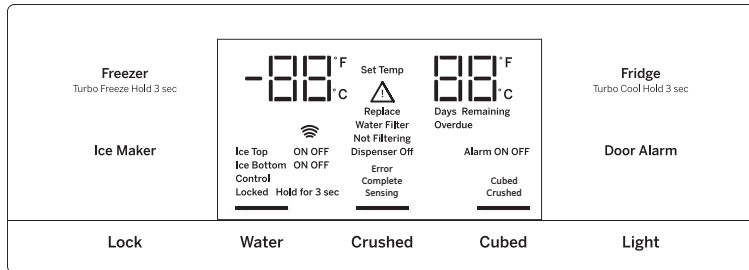 Freezer
Turbo Freeze Hold 3 sec
Ice Maker
-88 °F °C
Set Temp
88 °F °C
Replace
Water Filter
Not Filtering
Dispenser Off
Days Remaining
Overdue
Ice Top ON OFF
Ice Bottom ON OFF
Control
Locked Hold for 3 sec
Error
Complete
Sensing
Alarm ON OFF
Cubed
Crushed
Fridge
Turbo Cool Hold 3 sec
Door Alarm
Lock Water Crushed Cubed Light